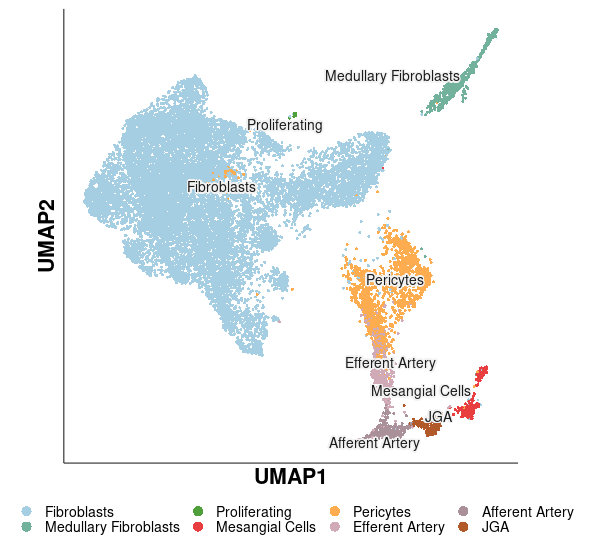 Medullary Fibroblasts
Proliferating
Fibroblasts
Pericytes
Efferent Artery
Mesangial Cells
JGA
Afferent Artery
UMAP2
UMAP1
Fibroblasts Proliferating Pericytes Afferent Artery
Medullary Fibroblasts Mesangial Cells Efferent Artery JGA